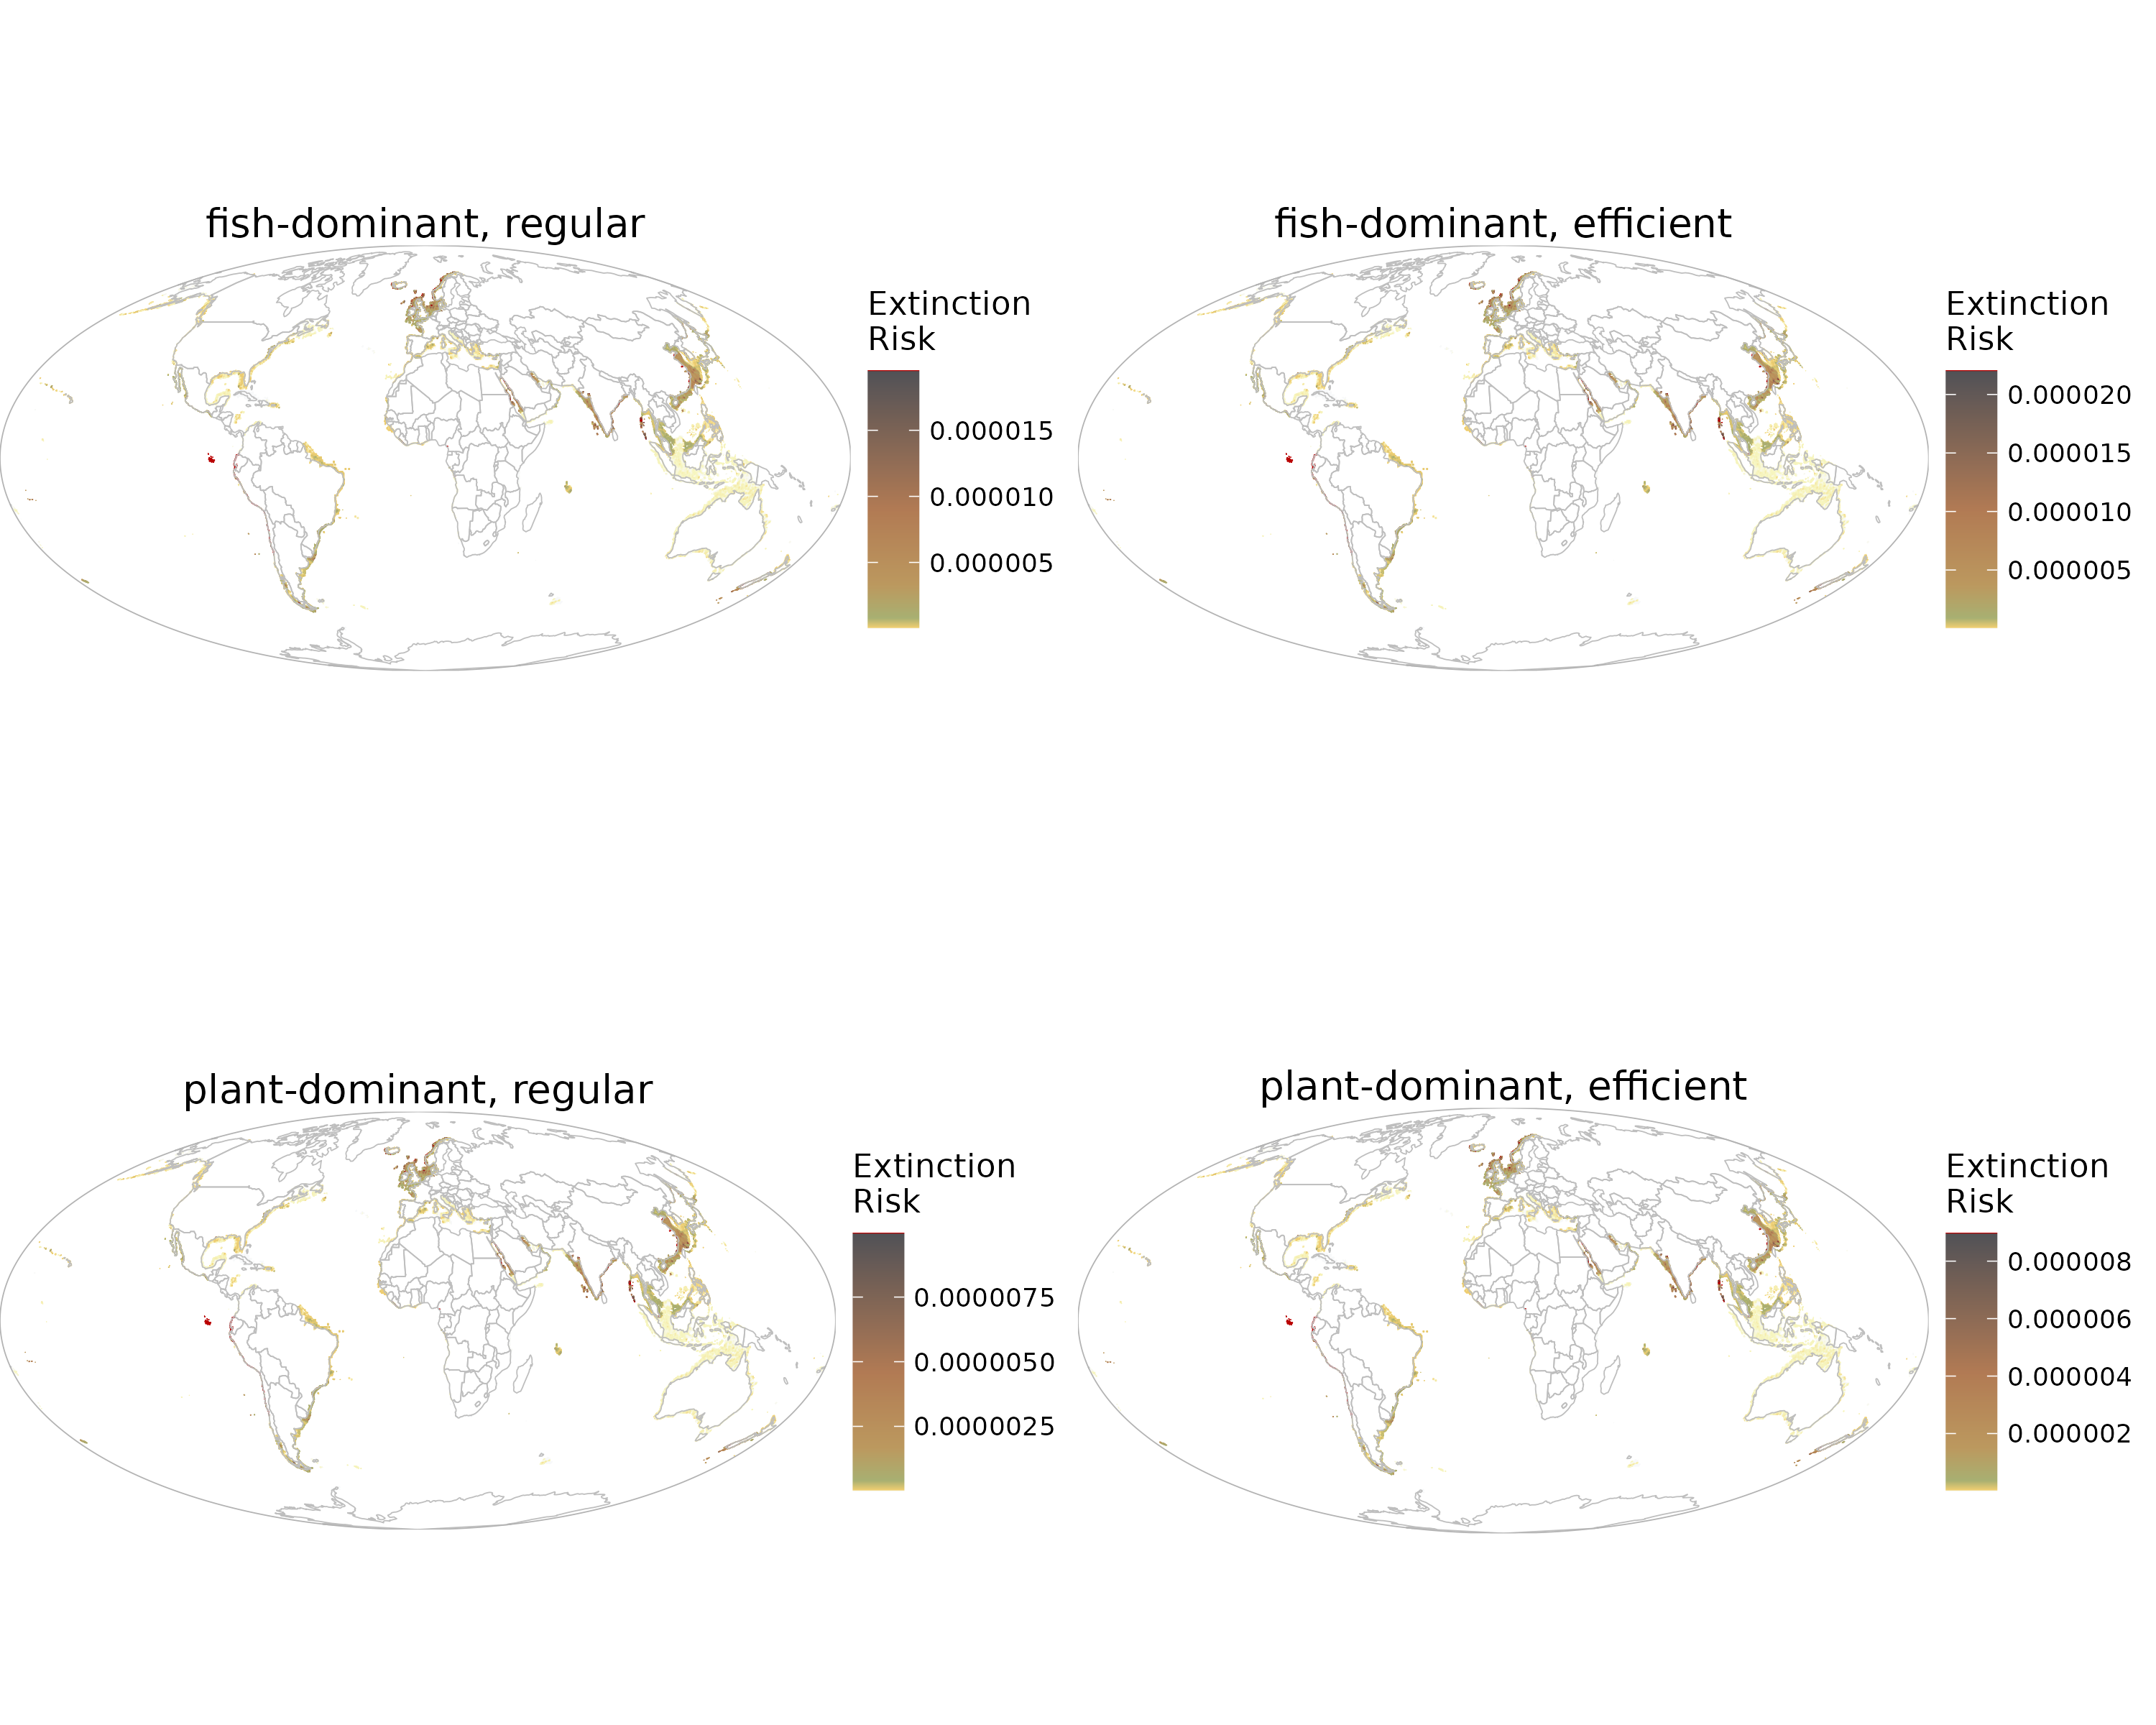 fish-dominant, regular
Extinction
Risk
0.000015
0.000010
0.000005
fish-dominant, efficient
Extinction
Risk
0.000020
0.000015
0.000010
0.000005
plant-dominant, regular
Extinction
Risk
0.0000075
0.0000050
0.0000025
plant-dominant, efficient
Extinction
Risk
0.000008
0.000006
0.000004
0.000002